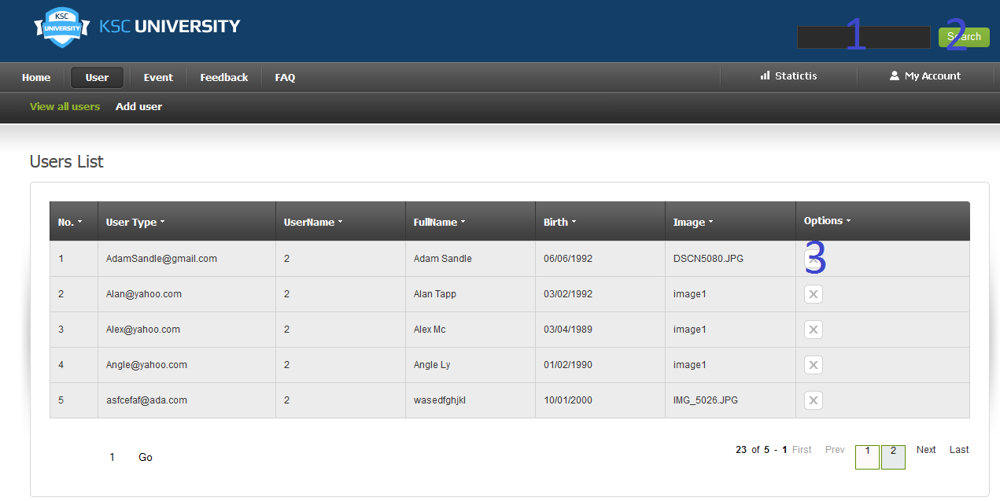 KSC
UNIVERSITY
KSC UNIVERSITY
1
2
Search
Home
User
Event
Feedback
FAQ
Statictis
My Account
View all users
Add user
Users List
No. User Type UserName FullName Birth Image Options
1 AdamSandle@gmail.com 2 Adam Sandle 06/06/1992 DSCN5080.JPG 3
2 Alan@yahoo.com 2 Alan Tapp 03/02/1992 image1
3 Alex@yahoo.com 2 Alex Mc 03/04/1989 image1
4 Angle@yahoo.com 2 Angle Ly 01/02/1990 image1
5 asfcefaf@ada.com 2 wasedfghjkl 10/01/2000 IMG_5026.JPG
1 Go
23 of 5 - 1 First Prev 1 2 Next Last